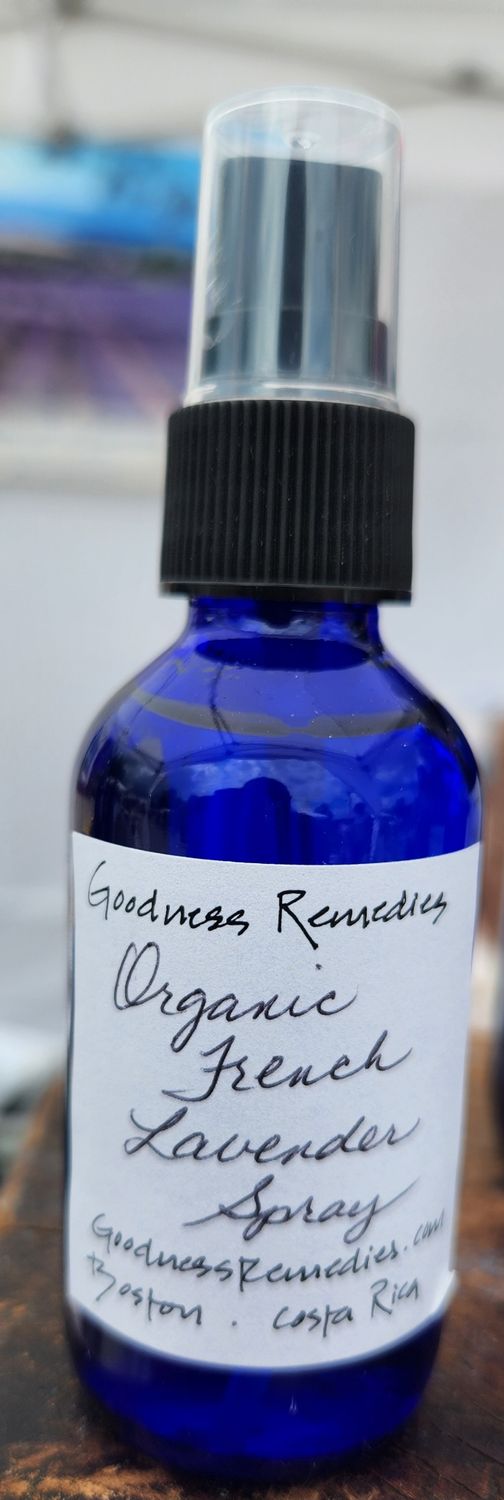 Goodness Remedies
Organic
French
Lavender
Spray
GoodnessRemedies.com
Boston . Costa Rica